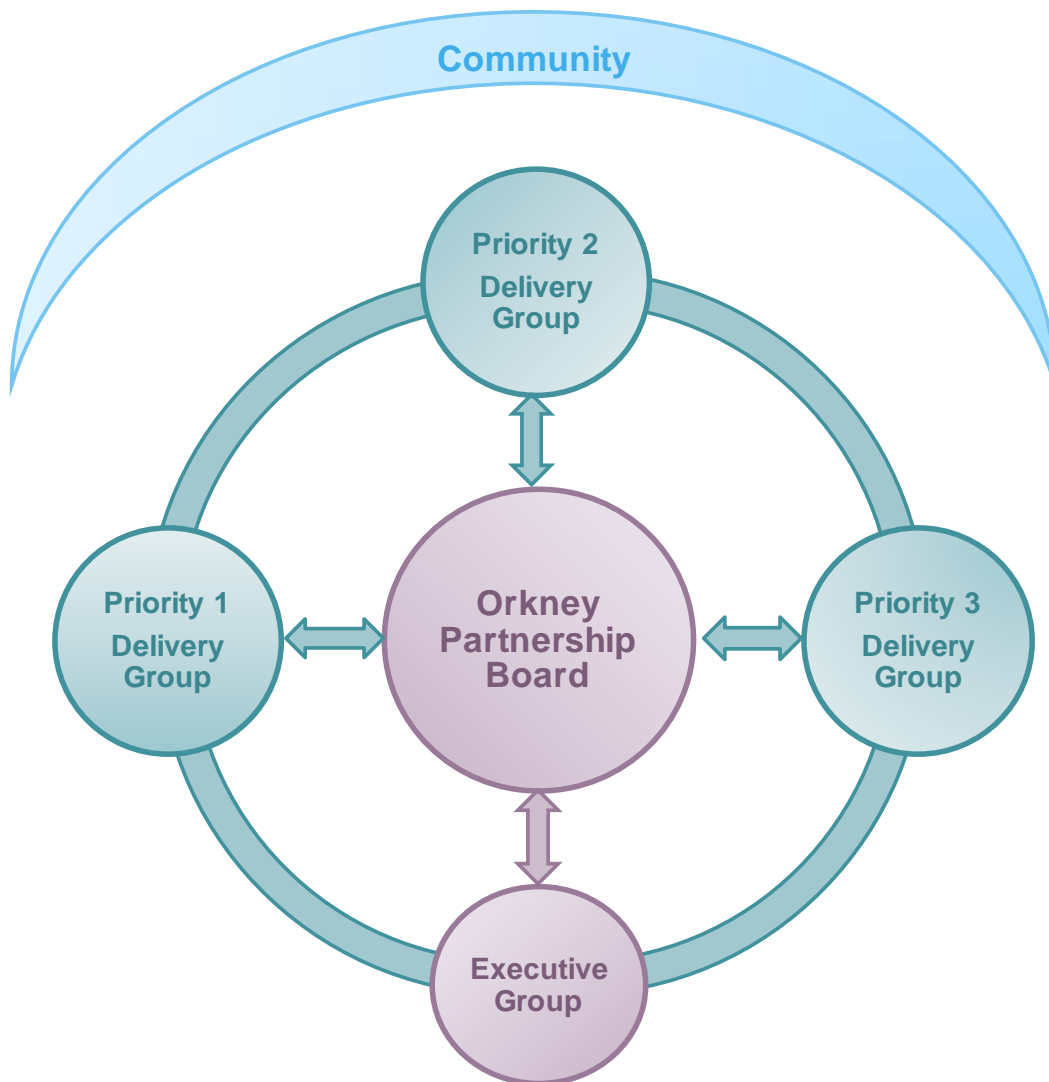 Community
Priority 2
Delivery
Group
Priority 1
Delivery
Group
Orkney
Partnership
Board
Priority 3
Delivery
Group
Executive
Group